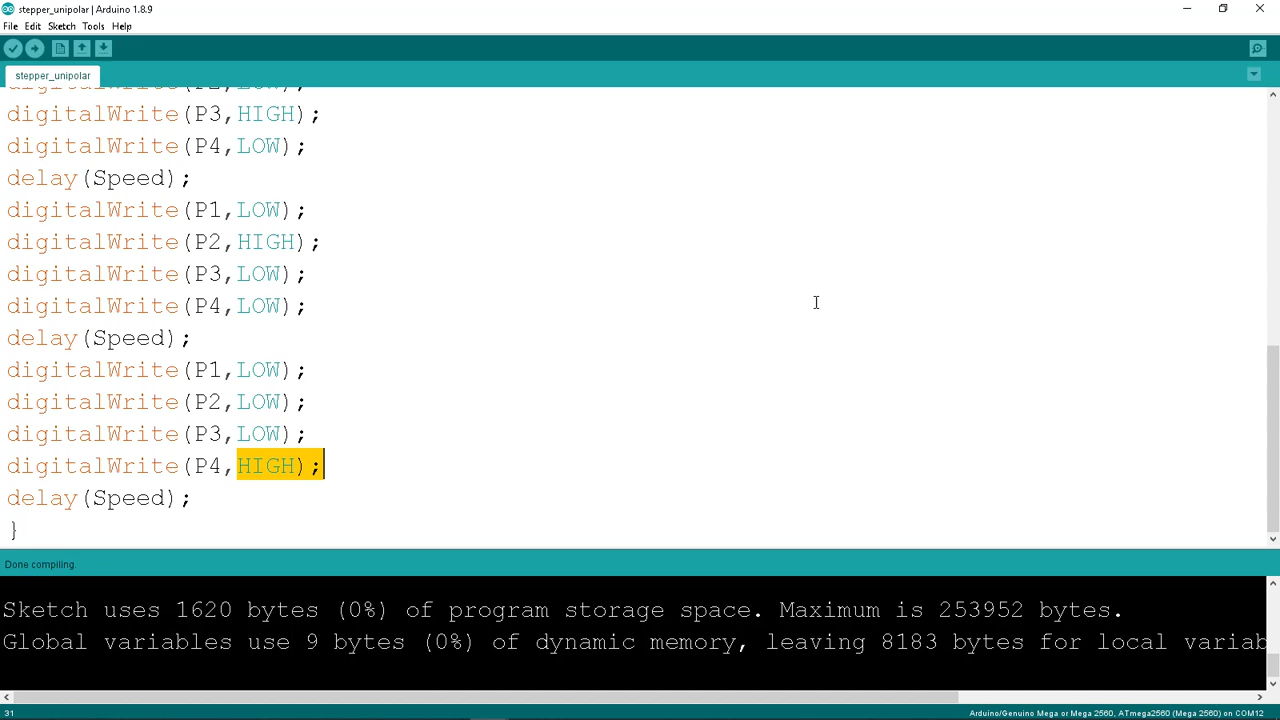 stepper_unipolar | Arduino 1.8.9
File Edit Sketch Tools Help
stepper_unipolar
digitalWrite(P2,LOW);
digitalWrite(P3,HIGH);
digitalWrite(P4,LOW);
delay(Speed);
digitalWrite(P1,LOW);
digitalWrite(P2,HIGH);
digitalWrite(P3,LOW);
digitalWrite(P4,LOW);
delay(Speed);
digitalWrite(P1,LOW);
digitalWrite(P2,LOW);
digitalWrite(P3,LOW);
digitalWrite(P4,HIGH);
delay(Speed);
}
Done compiling.
Sketch uses 1620 bytes (0%) of program storage space. Maximum is 253952 bytes.
Global variables use 9 bytes (0%) of dynamic memory, leaving 8183 bytes for local variab
31
Arduino/Genuino Mega or Mega 2560, ATmega2560 (Mega 2560) on COM12